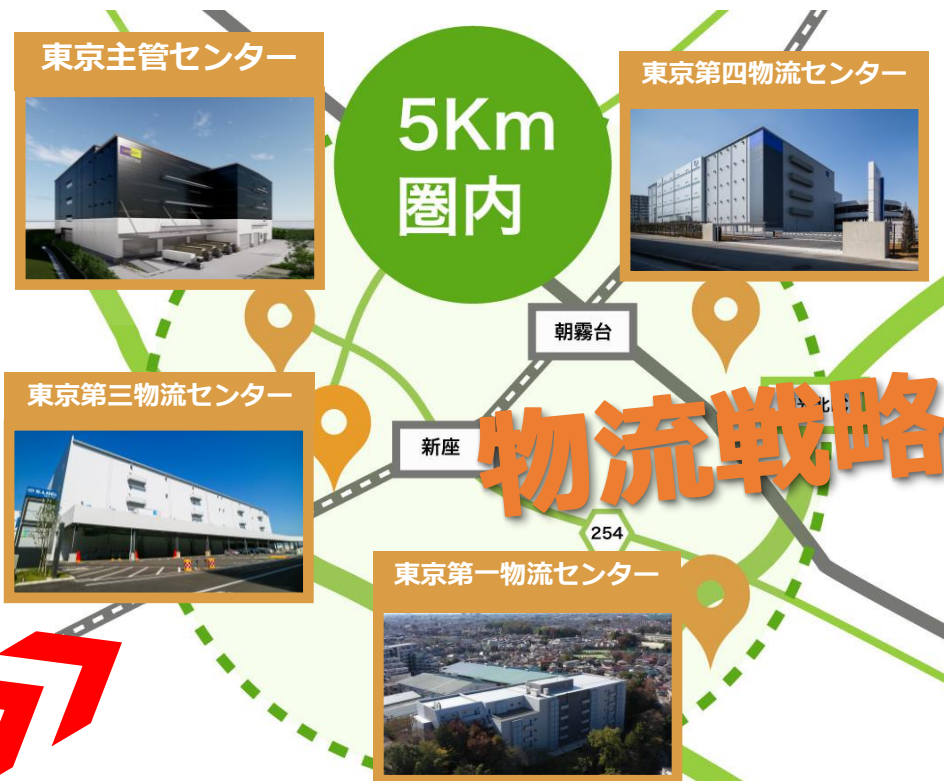 東京主管センター
5Km
圏内
東京第四物流センター
朝霧台
東京第三物流センター
新座
物流戦略
254
東京第一物流センター